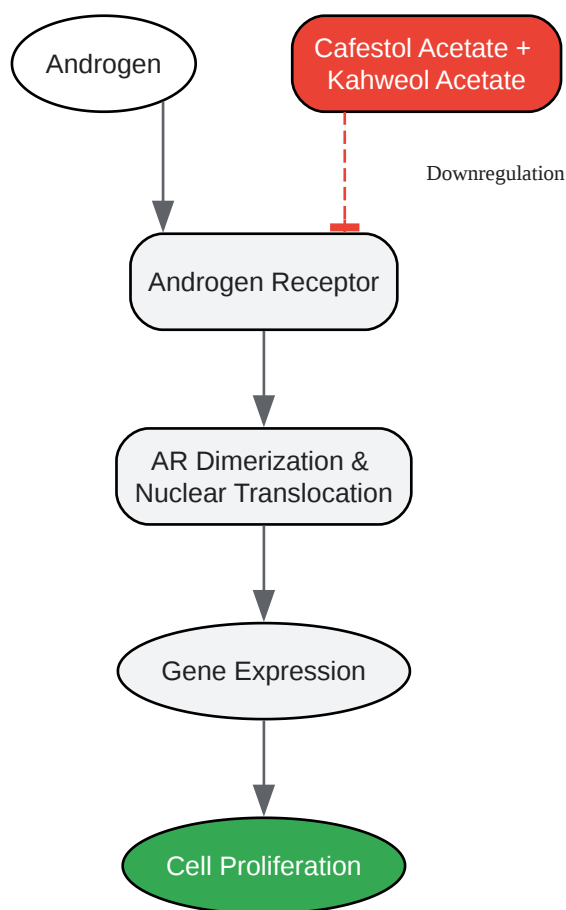 Androgen
Cafestol Acetate +
Kahweol Acetate
Downregulation
Androgen Receptor
AR Dimerization &
Nuclear Translocation
Gene Expression
Cell Proliferation